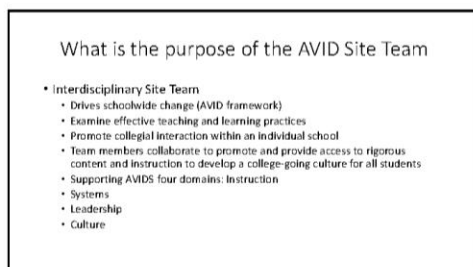 What is the purpose of the AVID Site Team
• Interdisciplinary Site Team
• Drives schoolwide change (AVID framework)
• Examine effective teaching and learning practices
• Promote collegial interaction within an individual school
• Team members collaborate to promote and provide access to rigorous
content and instruction to develop a college-going culture for all students
• Supporting AVIDS four domains: Instruction
• Systems
• Leadership
• Culture